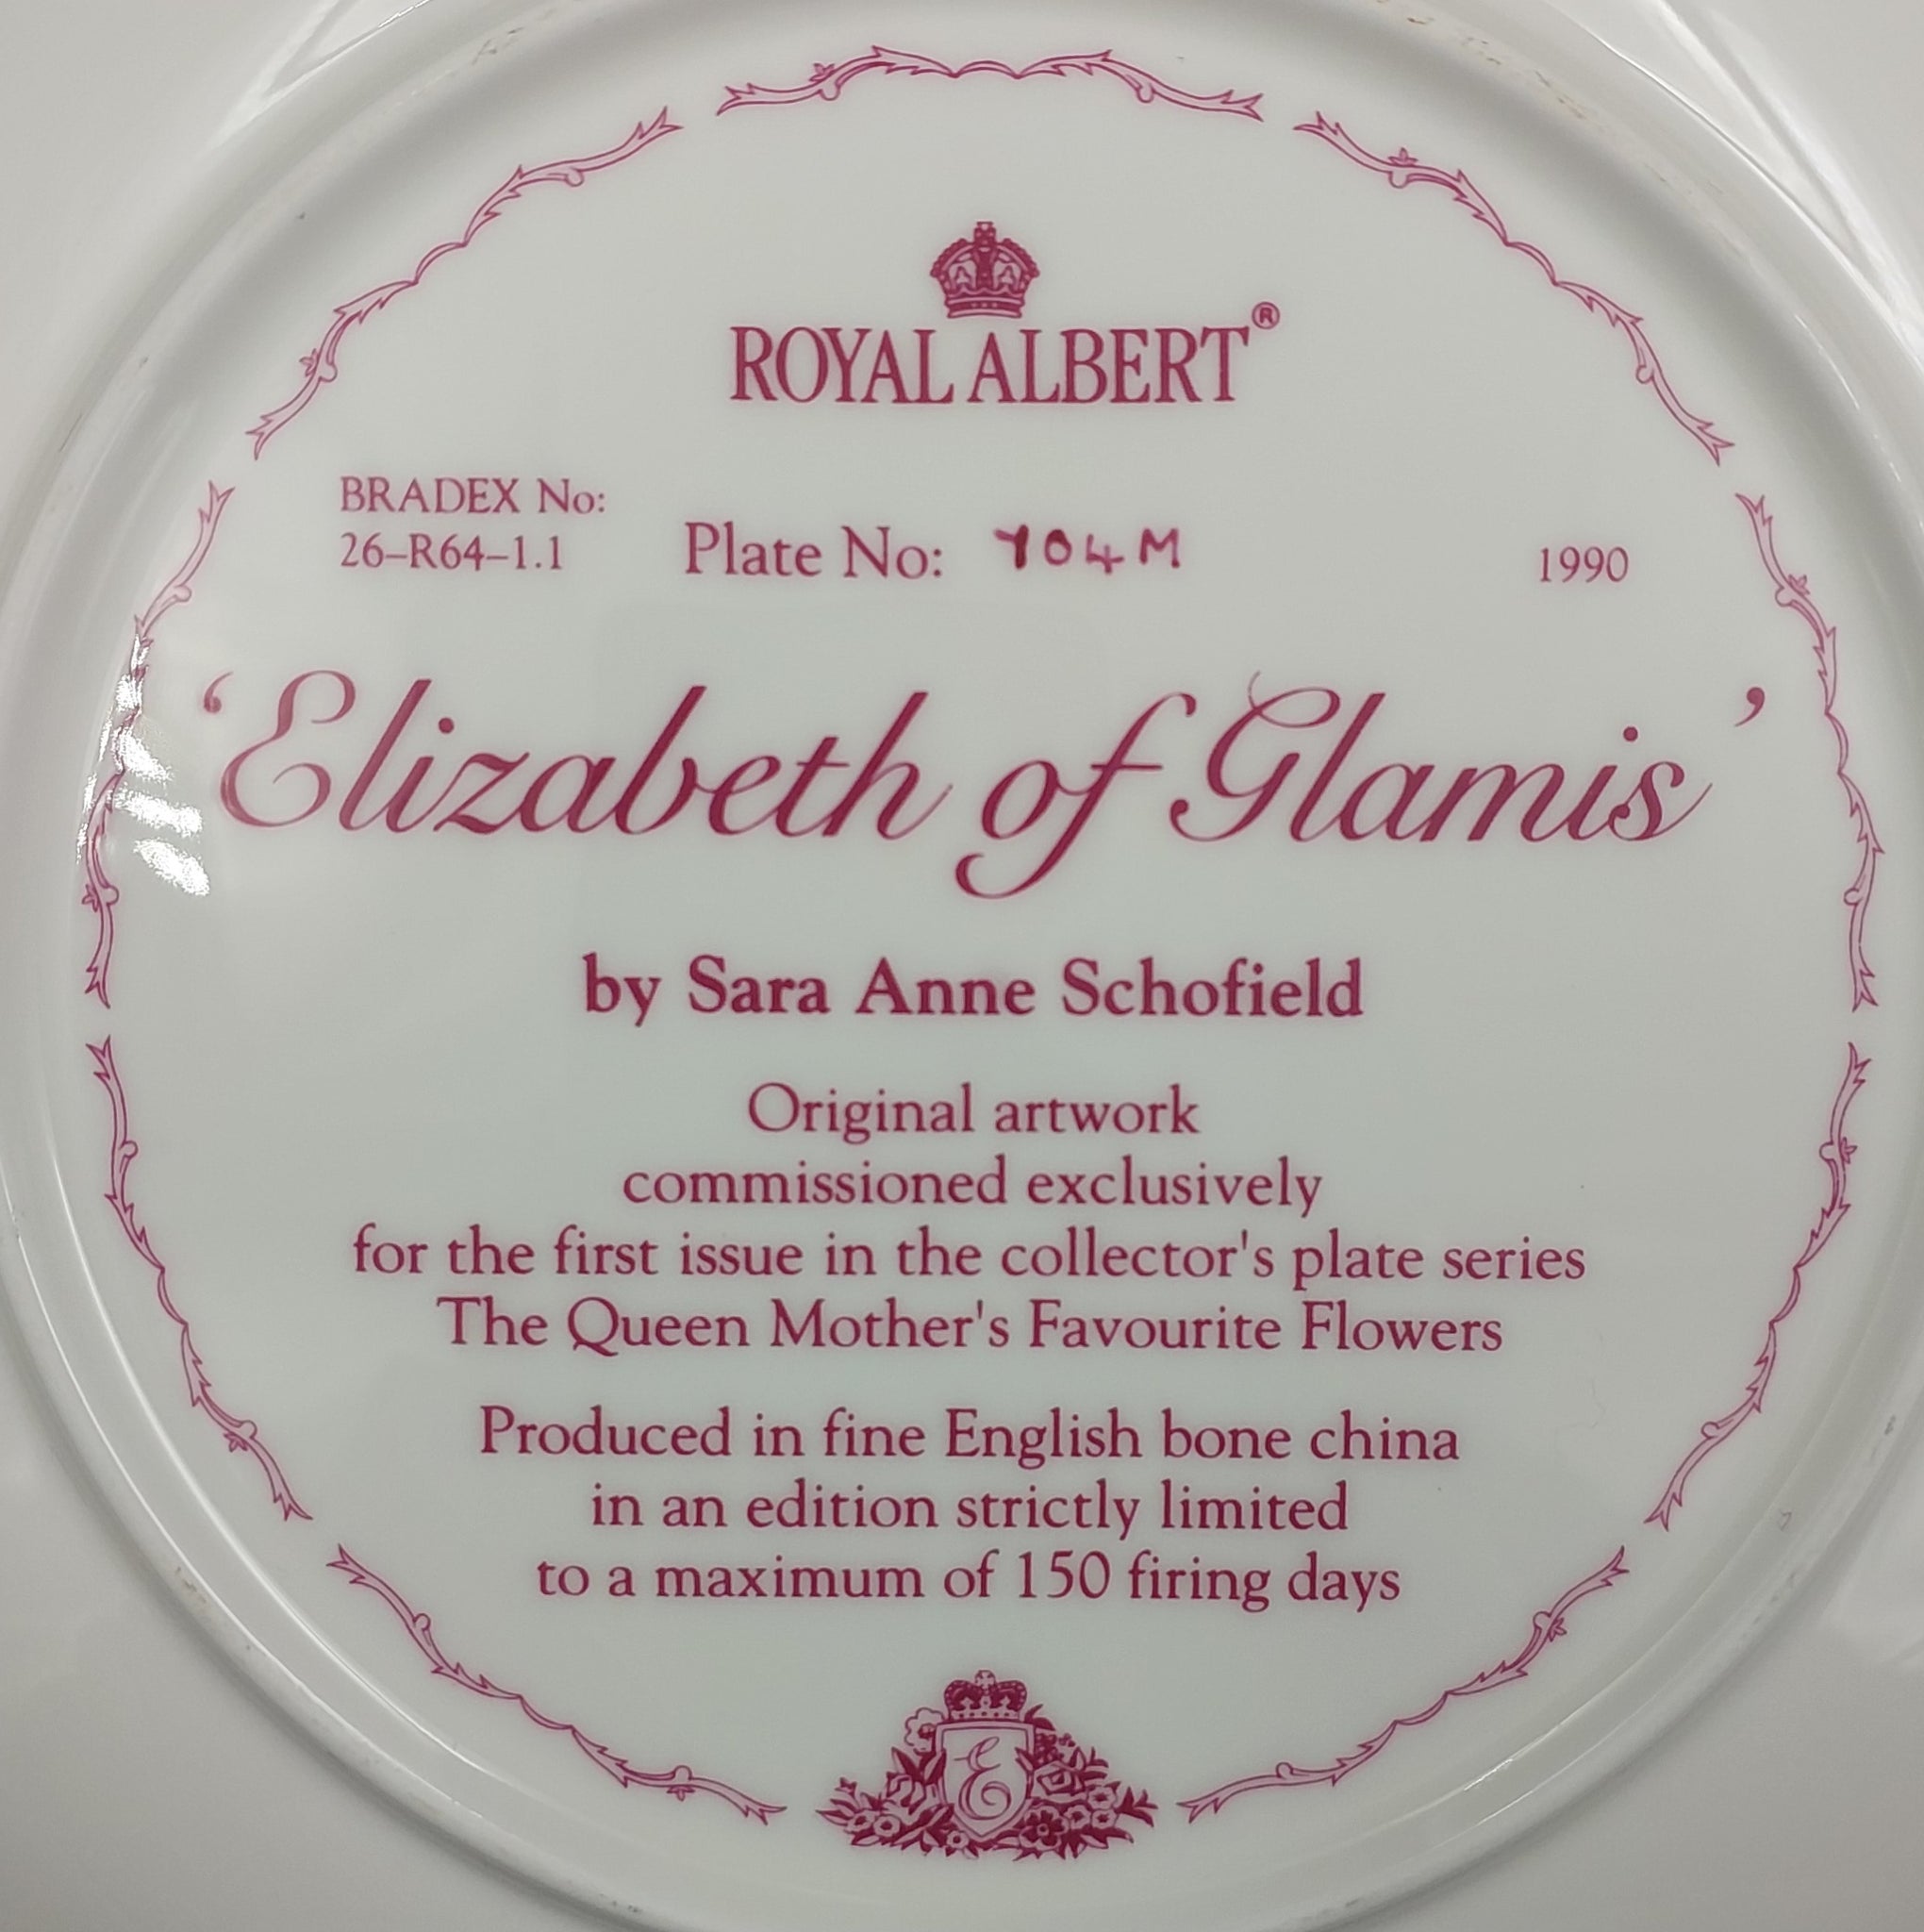 ROYAL ALBERT®
BRADEX No:
26–R64–1.1
Plate No: 704M
1990
‘Elizabeth of Glamis’
by Sara Anne Schofield
Original artwork
commissioned exclusively
for the first issue in the collector's plate series
The Queen Mother's Favourite Flowers
Produced in fine English bone china
in an edition strictly limited
to a maximum of 150 firing days
E